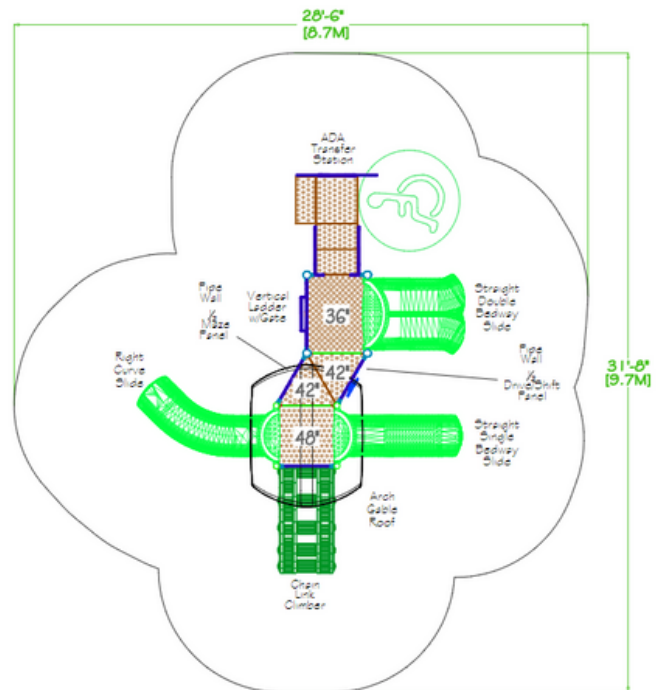 28'-6"
[8.7M]
ADA
Transfer
Station
Pipe
Wall
½
Maze
Panel
Vertical
Ladder
w/Gate
36"
Straight
Double
Bedway
Slide
Pipe
Wall
½
Drive/Shift
Panel
31'-8"
[9.7M]
Right
Curve
Slide
42"
42"
48"
Straight
Single
Bedway
Slide
Arch
Gable
Roof
Chain
Link
Climber